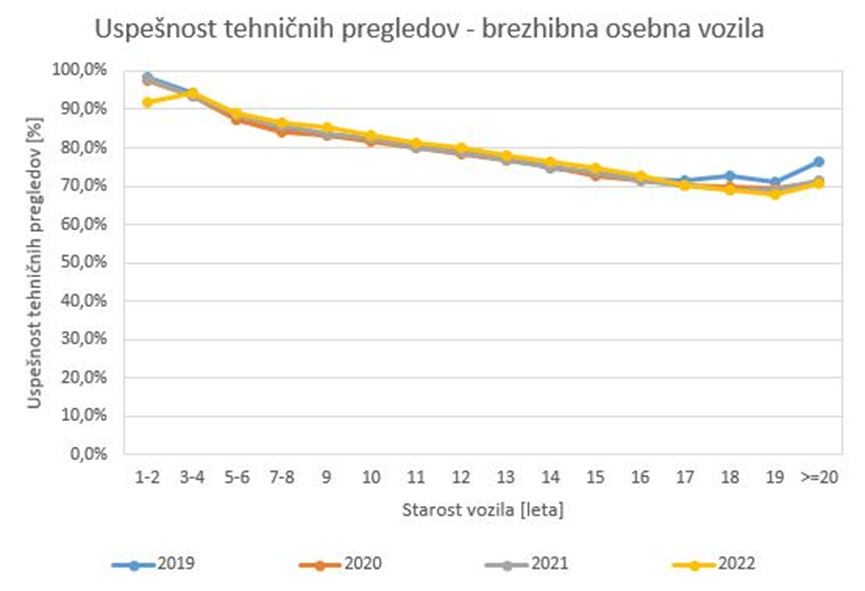 Uspešnost tehničnih pregledov - brezhibna osebna vozila
Uspešnost tehničnih pregledov [%]
100,0%
90,0%
80,0%
70,0%
60,0%
50,0%
40,0%
30,0%
20,0%
10,0%
0,0%
1-2 3-4 5-6 7-8 9 10 11 12 13 14 15 16 17 18 19 >=20
Starost vozila [leta]
2019 2020 2021 2022